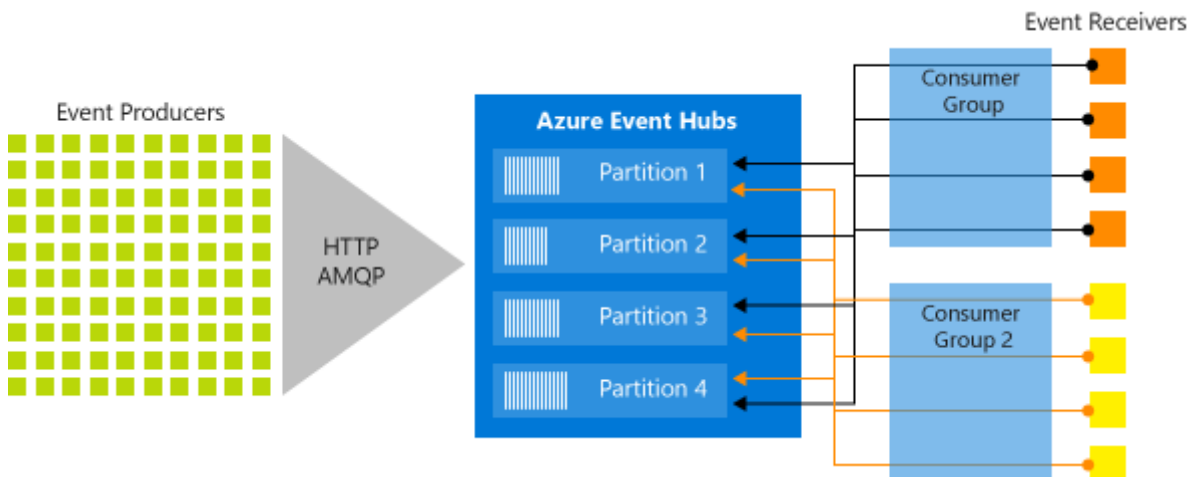 Event Receivers
Event Producers
HTTP
AMQP
Azure Event Hubs
Partition 1
Partition 2
Partition 3
Partition 4
Consumer
Group
Consumer
Group 2